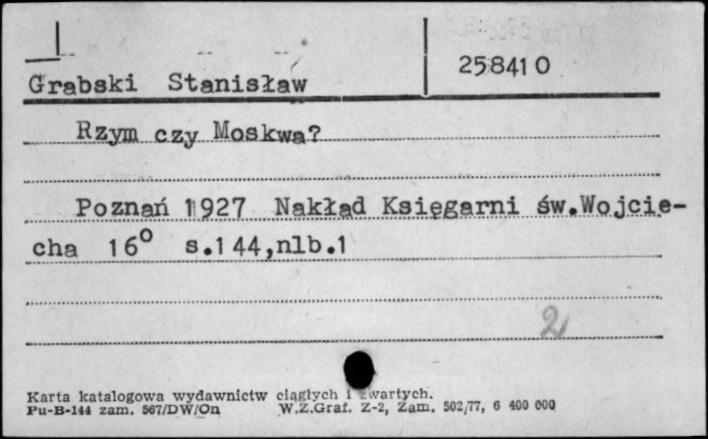 Grabski Stanisław
258410
Rzym czy Moskwa?
Poznań 1927 Nakład Księgarni św.Wojcie-
cha 16° s.144,nlb.1
2
Karta katalogowa wydawnictw ciągłych i zwartych.
Pu-B-144 zam. 567/DW/On W.Z.Graf. Z-2, Zam. 502/77, 6 400 000